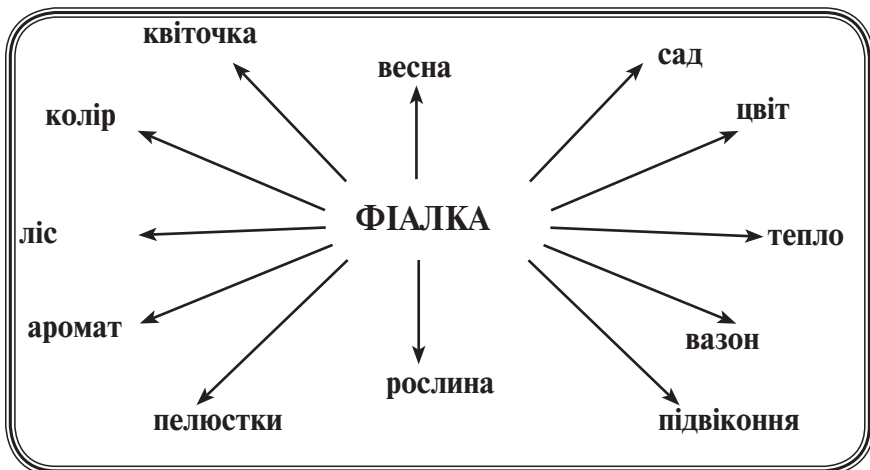 квіточка
весна
сад
колір
цвіт
ФІАЛКА
ліс
тепло
аромат
вазон
рослина
пелюстки
підвіконня